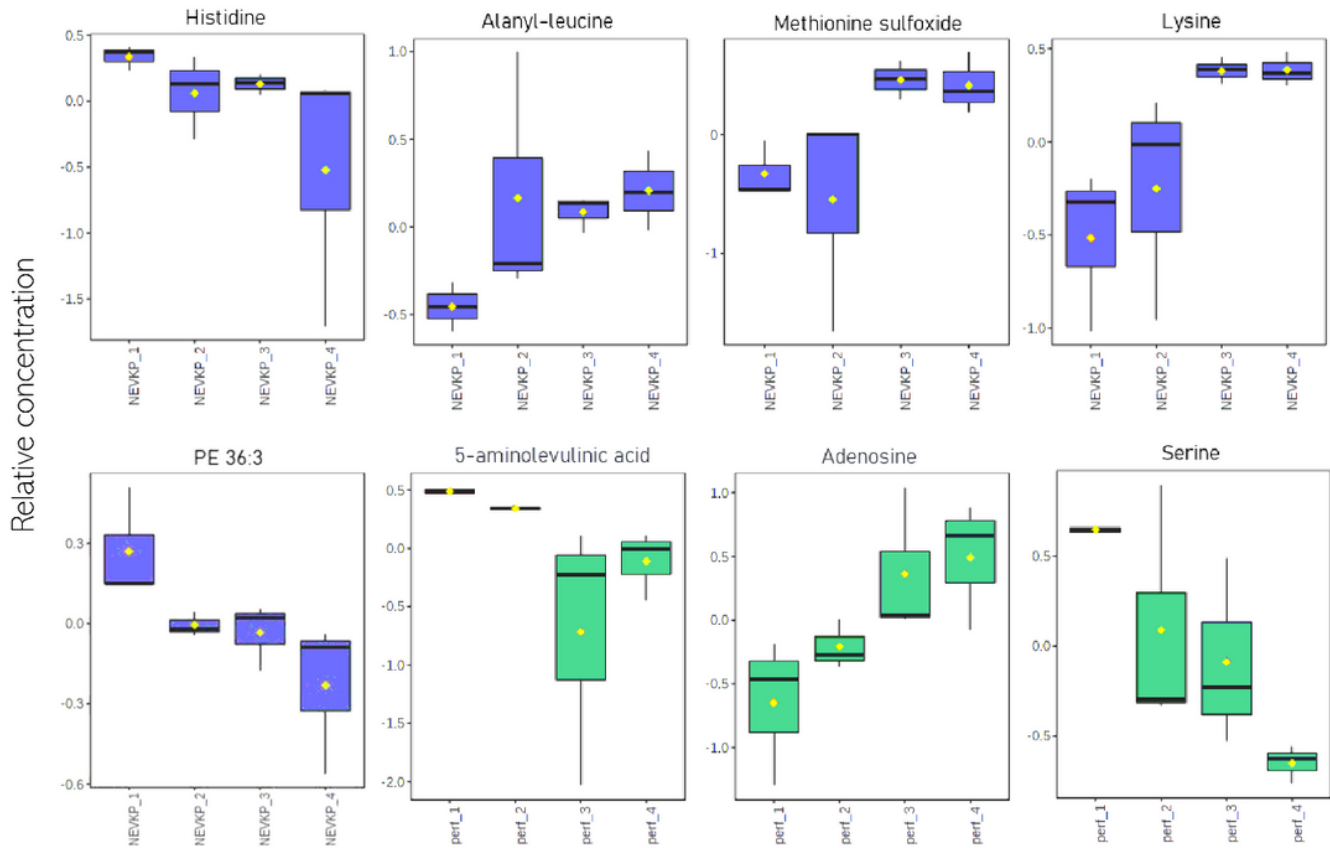 Relative concentration
Histidine
0.5
0.0
-0.5
-1.0
-1.5
NEVKP_1
NEVKP_2
NEVKP_3
NEVKP_4
Alanyl-leucine
1.0
0.5
0.0
-0.5
NEVKP_1
NEVKP_2
NEVKP_3
NEVKP_4
Methionine sulfoxide
0
-1
NEVKP_1
NEVKP_2
NEVKP_3
NEVKP_4
Lysine
0.5
0.0
-0.5
-1.0
NEVKP_1
NEVKP_2
NEVKP_3
NEVKP_4
PE 36:3
0.3
0.0
-0.3
-0.6
NEVKP_1
NEVKP_2
NEVKP_3
NEVKP_4
5-aminolevulinic acid
0.5
0.0
-0.5
-1.0
-1.5
-2.0
perf_1
perf_2
perf_3
perf_4
Adenosine
1.0
0.5
0.0
-0.5
-1.0
perf_1
perf_2
perf_3
perf_4
Serine
0.5
0.0
-0.5
perf_1
perf_2
perf_3
perf_4